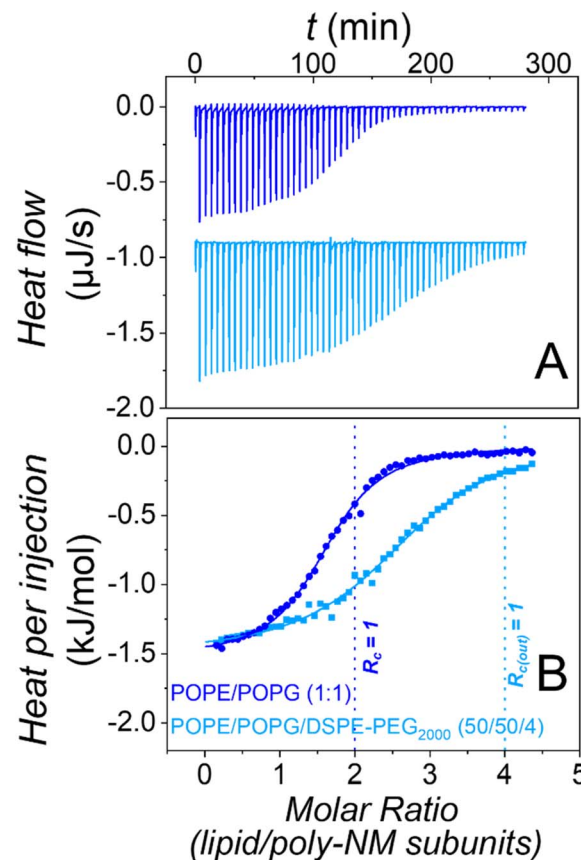 t (min)
0 100 200 300
0.0
-0.5
-1.0
-1.5
-2.0
Heat flow
(µJ/s)
A
0.0
-0.5
-1.0
-1.5
-2.0
Heat per injection
(kJ/mol)
R_c = 1
R_c(out) = 1
B
POPE/POPG (1:1)
POPE/POPG/DSPE-PEG₂₀₀₀ (50/50/4)
0 1 2 3 4 5
Molar Ratio
(lipid/poly-NM subunits)